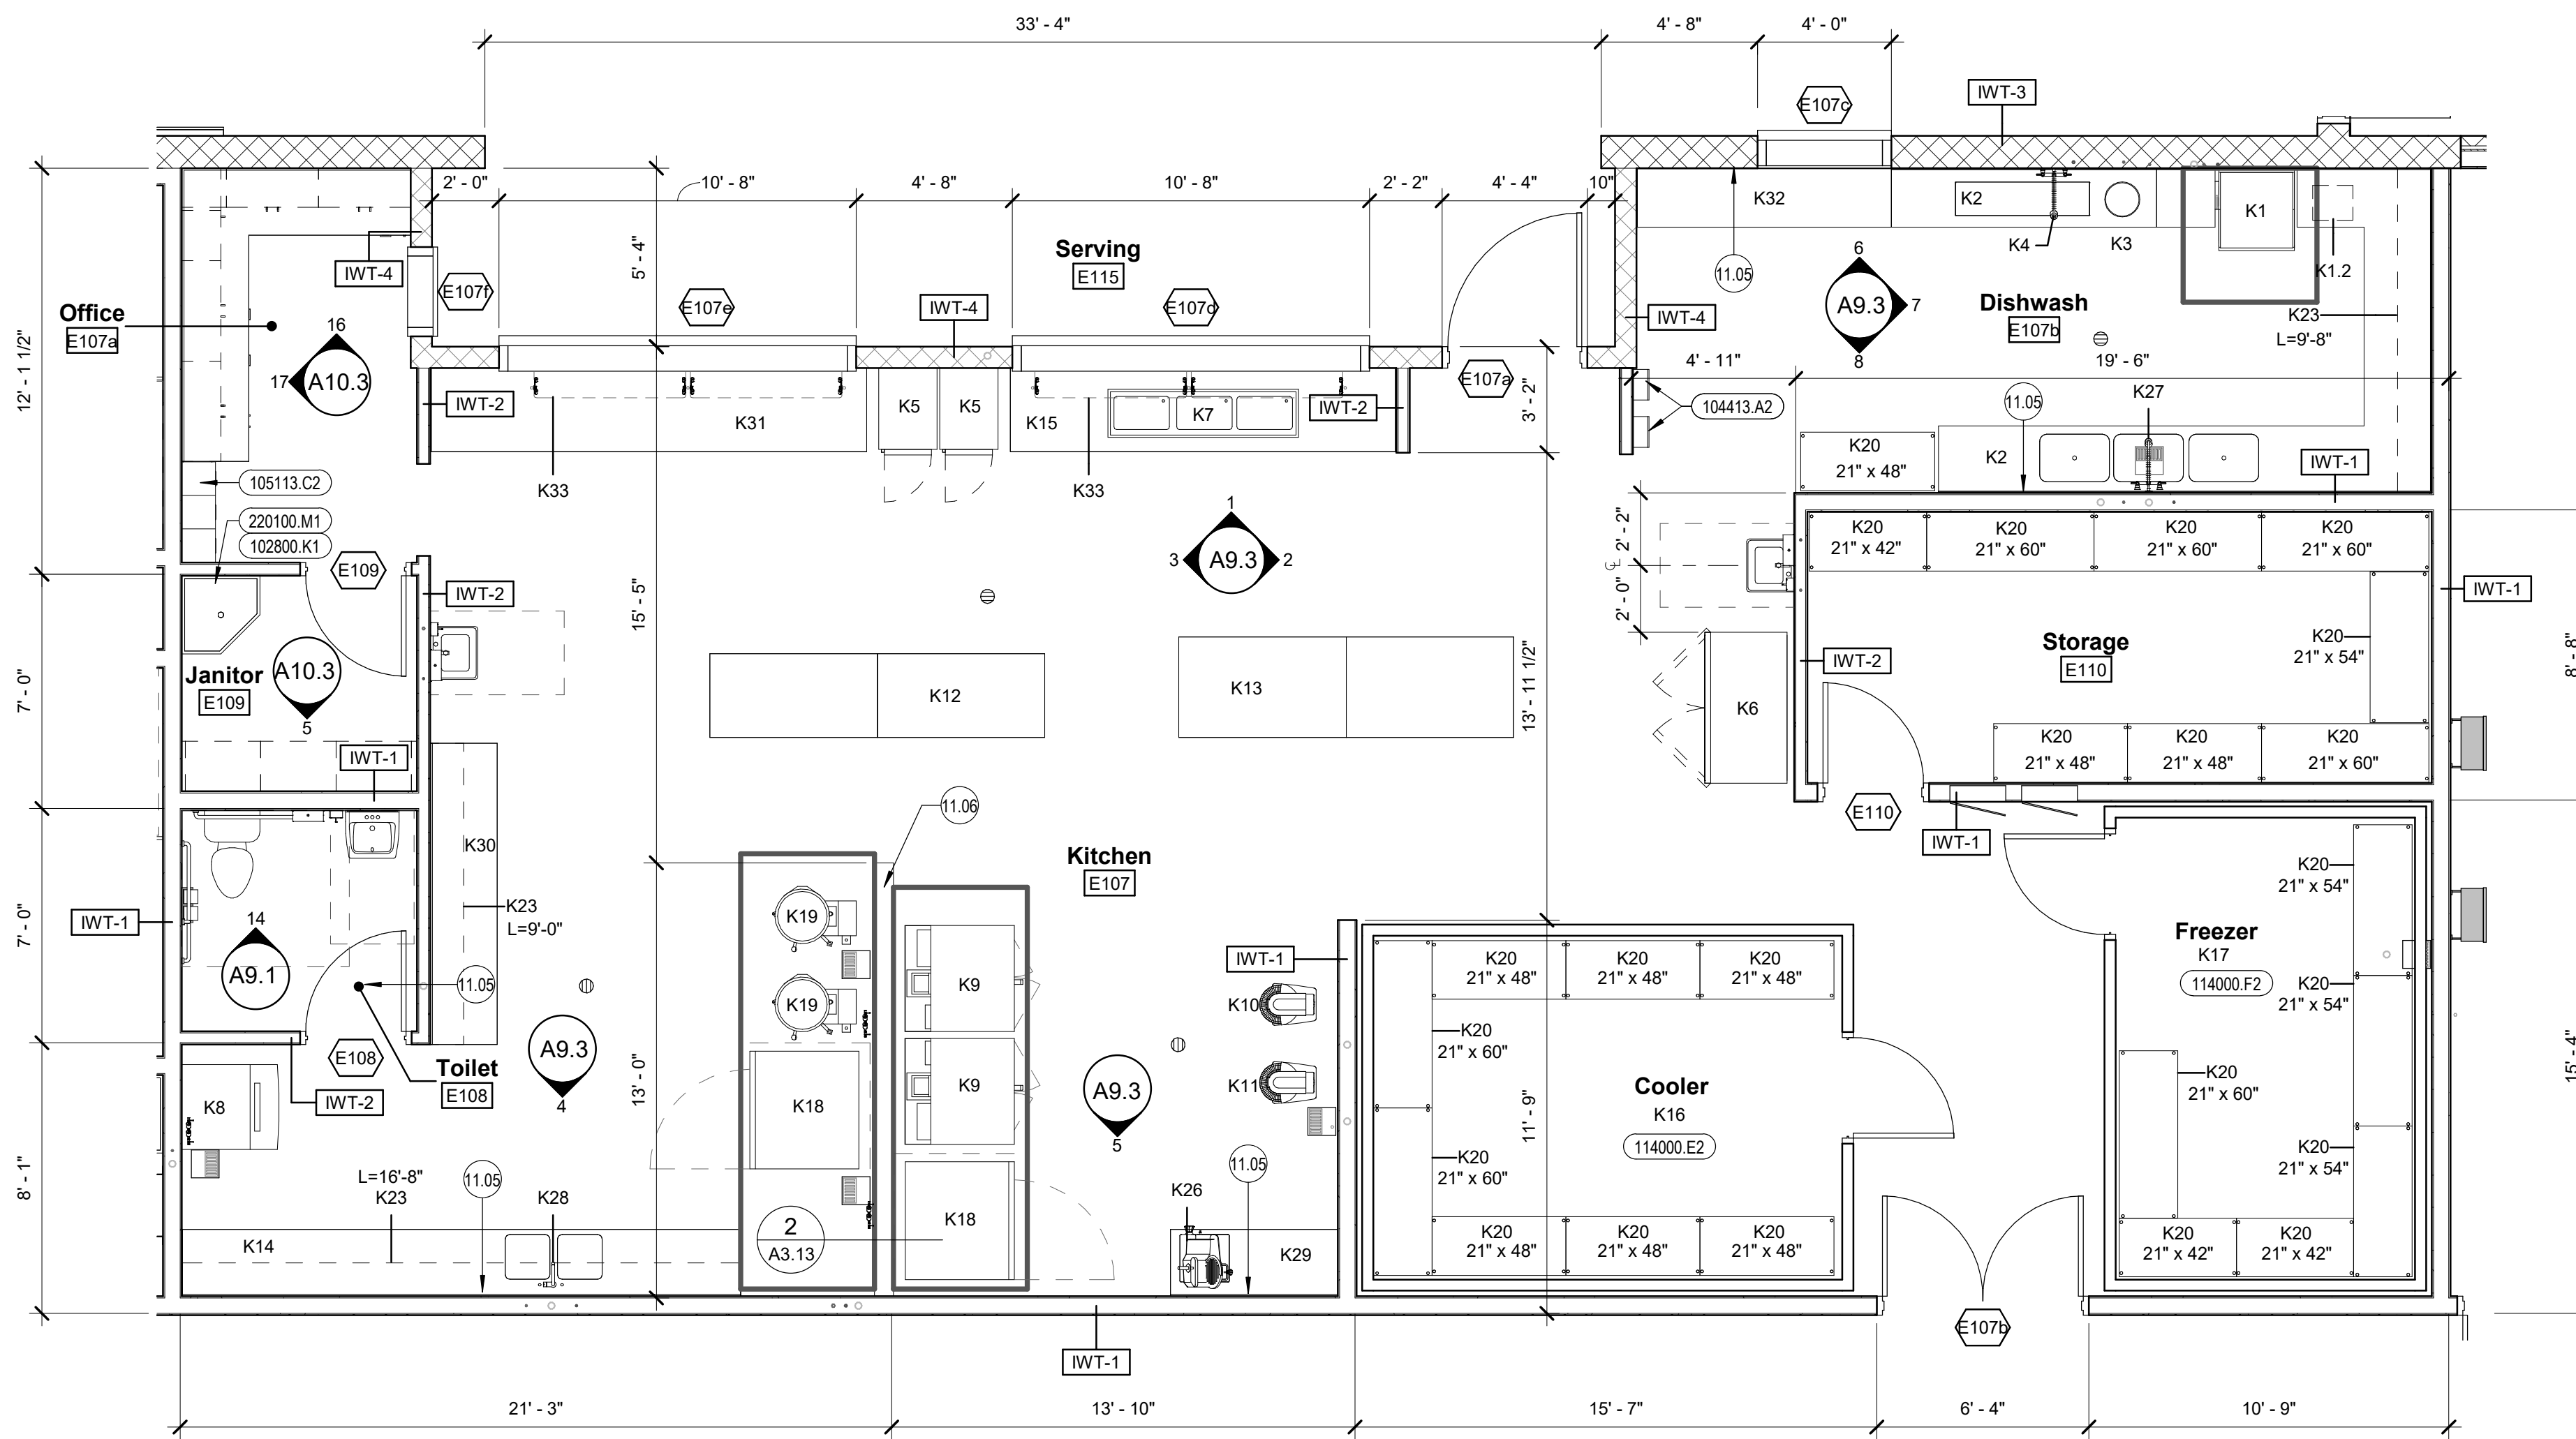 33' - 4"
4' - 8"
4' - 0"
E107c
IWT-3
2' - 0"
10' - 8"
4' - 8"
10' - 8"
2' - 2"
4' - 4"
10"
K32
K2
K4
K3
K1
K1.2
IWT-4
E107f
5' - 4"
Serving
E115
11.05
6
A9.3
7
8
Dishwash
E107b
K23
L=9'-8"
Office
E107a
16
17
A10.3
E107e
IWT-4
E107d
IWT-4
12' - 1 1/2"
IWT-2
K31
K5
K5
K15
K7
IWT-2
E107a
3' - 2"
104413.A2
4' - 11"
19' - 6"
11.05
K27
K20
21" x 48"
K2
IWT-1
105113.C2
K33
K33
220100.M1
102800.K1
E109
IWT-2
1
3
A9.3
2
2' - 2"
CL
2' - 0"
K20
21" x 42"
K20
21" x 60"
K20
21" x 60"
K20
21" x 60"
IWT-1
15' - 5"
Janitor
E109
A10.3
5
7' - 0"
K12
K13
13' - 11 1/2"
K6
IWT-2
Storage
E110
K20
21" x 54"
8' - 8"
K20
21" x 48"
K20
21" x 48"
K20
21" x 60"
IWT-1
K30
11.06
E110
IWT-1
Kitchen
E107
K23
L=9'-0"
7' - 0"
IWT-1
14
A9.1
11.05
K19
K19
K9
K9
IWT-1
K10
K11
K20
21" x 48"
K20
21" x 48"
K20
21" x 48"
K20
21" x 60"
K20
21" x 54"
Freezer
K17
114000.F2
K20
21" x 54"
K20
21" x 60"
K20
21" x 54"
15' - 4"
E108
Toilet
E108
IWT-2
A9.3
4
13' - 0"
K18
A9.3
5
Cooler
K16
114000.E2
11' - 9"
K20
21" x 60"
K8
8' - 1"
L=16'-8"
K23
11.05
K28
K14
2
A3.13
K18
K26
11.05
K29
K20
21" x 48"
K20
21" x 48"
K20
21" x 48"
K20
21" x 42"
K20
21" x 42"
E107b
IWT-1
21' - 3"
13' - 10"
15' - 7"
6' - 4"
10' - 9"